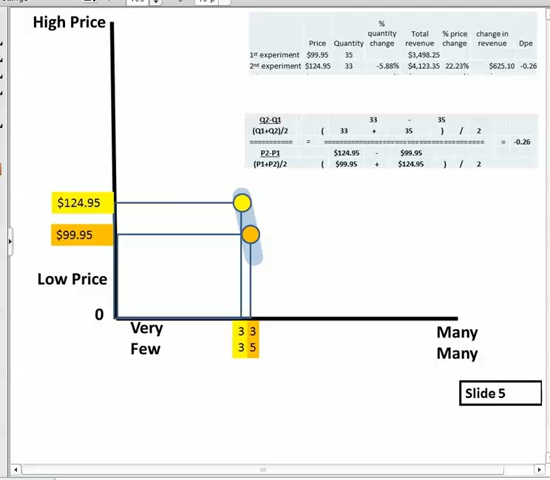 High Price
%
quantity Total % price change in
Price Quantity change revenue change revenue Dpe
1st experiment $99.95 35 $3,498.25
2nd experiment $124.95 33 -5.88% $4,123.35 22.23% $625.10 -0.26
Q2-Q1 33 - 35
(Q1+Q2)/2 ( 33 + 35 ) / 2
= = -0.26
P2-P1 $124.95 - $99.95
(P1+P2)/2 ( $99.95 + $124.95 ) / 2
$124.95
$99.95
Low Price
0
Very
Few
3 3
3 5
Many
Many
Slide 5